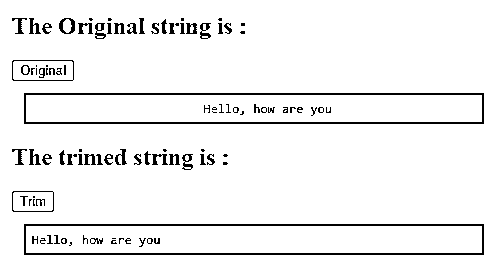 The Original string is :
Original
Hello, how are you
The trimed string is :
Trim
Hello, how are you